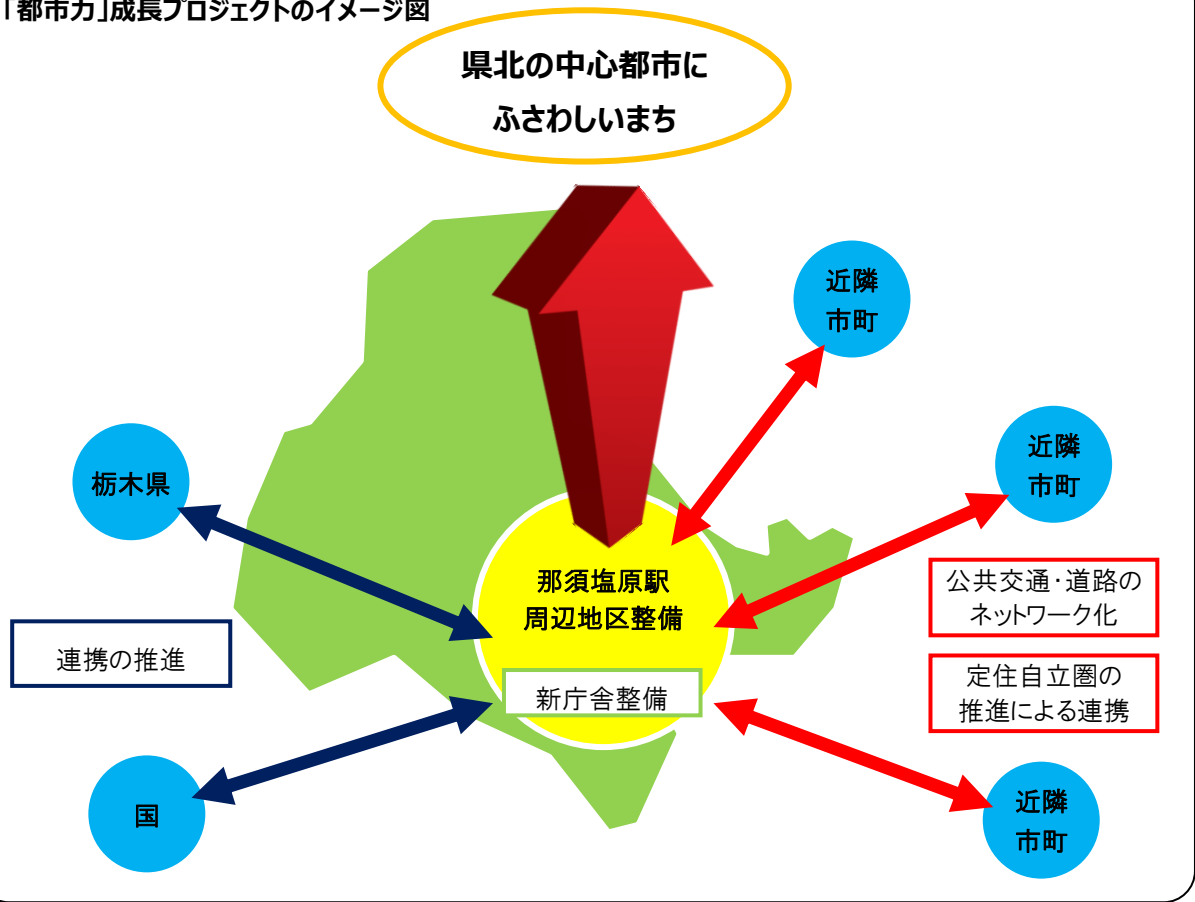 「都市力」成長プロジェクトのイメージ図
県北の中心都市に
ふさわしいまち
近隣
市町
近隣
市町
栃木県
那須塩原駅
周辺地区整備
公共交通・道路の
ネットワーク化
連携の推進
新庁舎整備
定住自立圏の
推進による連携
国
近隣
市町